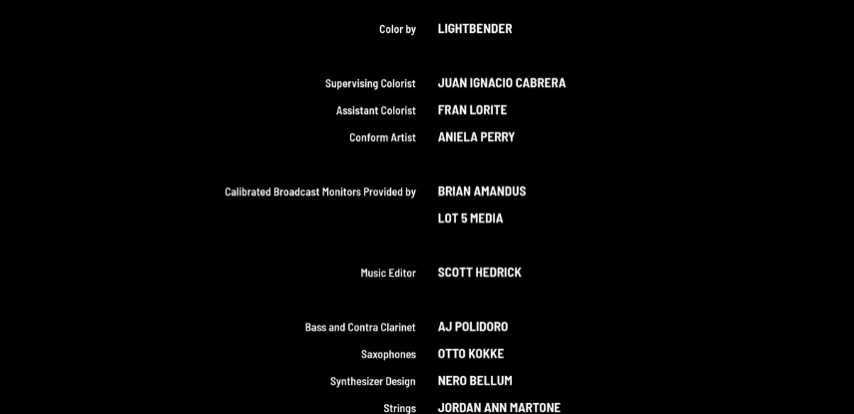 Color by LIGHTBENDER
Supervising Colorist JUAN IGNACIO CABRERA
Assistant Colorist FRAN LORITE
Conform Artist ANIELA PERRY
Calibrated Broadcast Monitors Provided by BRIAN AMANDUS
LOT 5 MEDIA
Music Editor SCOTT HEDRICK
Bass and Contra Clarinet AJ POLIDORO
Saxophones OTTO KOKKE
Synthesizer Design NERO BELLUM
Strings JORDAN ANN MARTONE